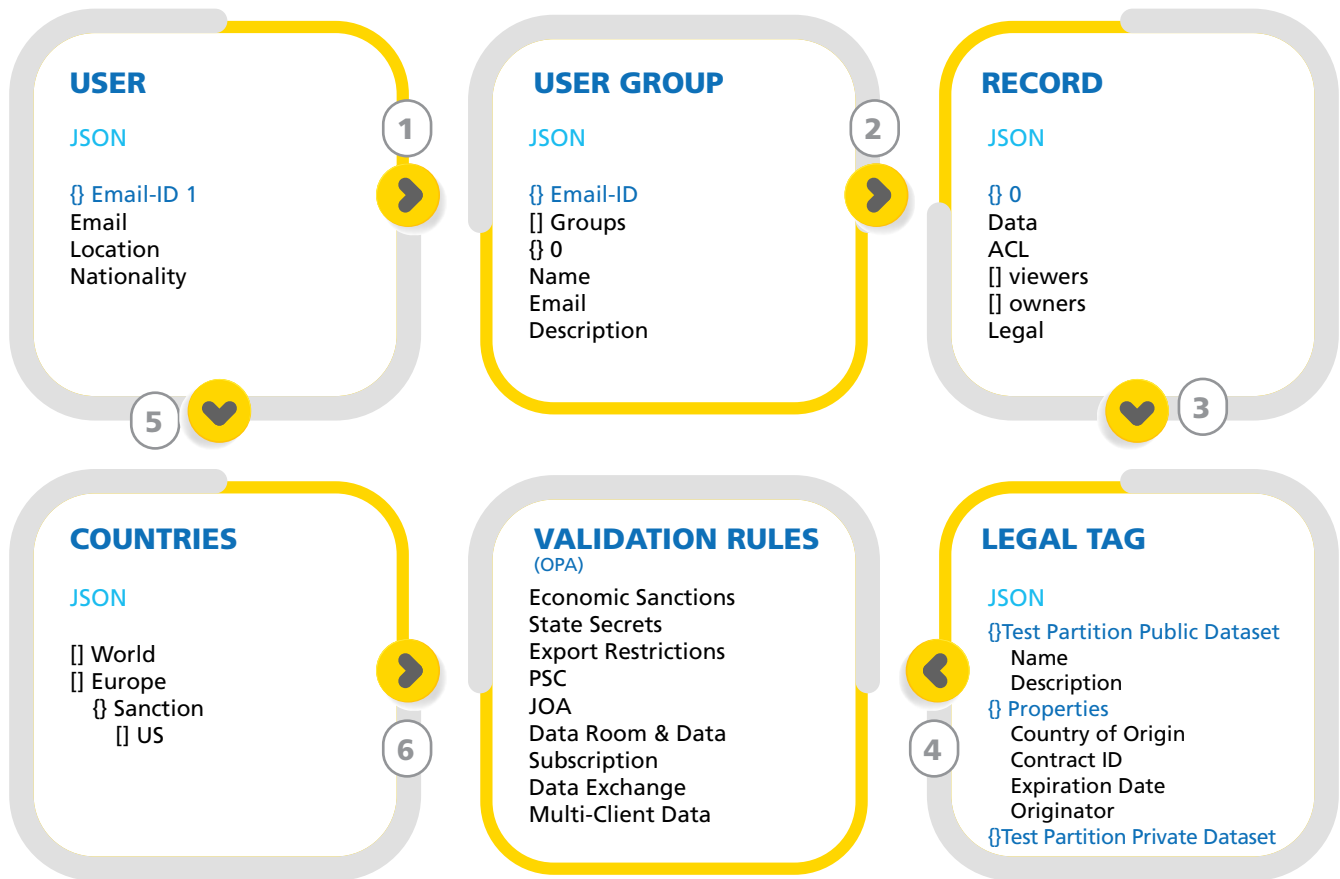 USER
JSON
{} Email-ID 1
Email
Location
Nationality
1
USER GROUP
JSON
{} Email-ID
[] Groups
{} 0
Name
Email
Description
2
RECORD
JSON
{} 0
Data
ACL
[] viewers
[] owners
Legal
3
5
COUNTRIES
JSON
[] World
[] Europe
{} Sanction
[] US
6
VALIDATION RULES
(OPA)
Economic Sanctions
State Secrets
Export Restrictions
PSC
JOA
Data Room & Data
Subscription
Data Exchange
Multi-Client Data
4
LEGAL TAG
JSON
{}Test Partition Public Dataset
Name
Description
{} Properties
Country of Origin
Contract ID
Expiration Date
Originator
{}Test Partition Private Dataset